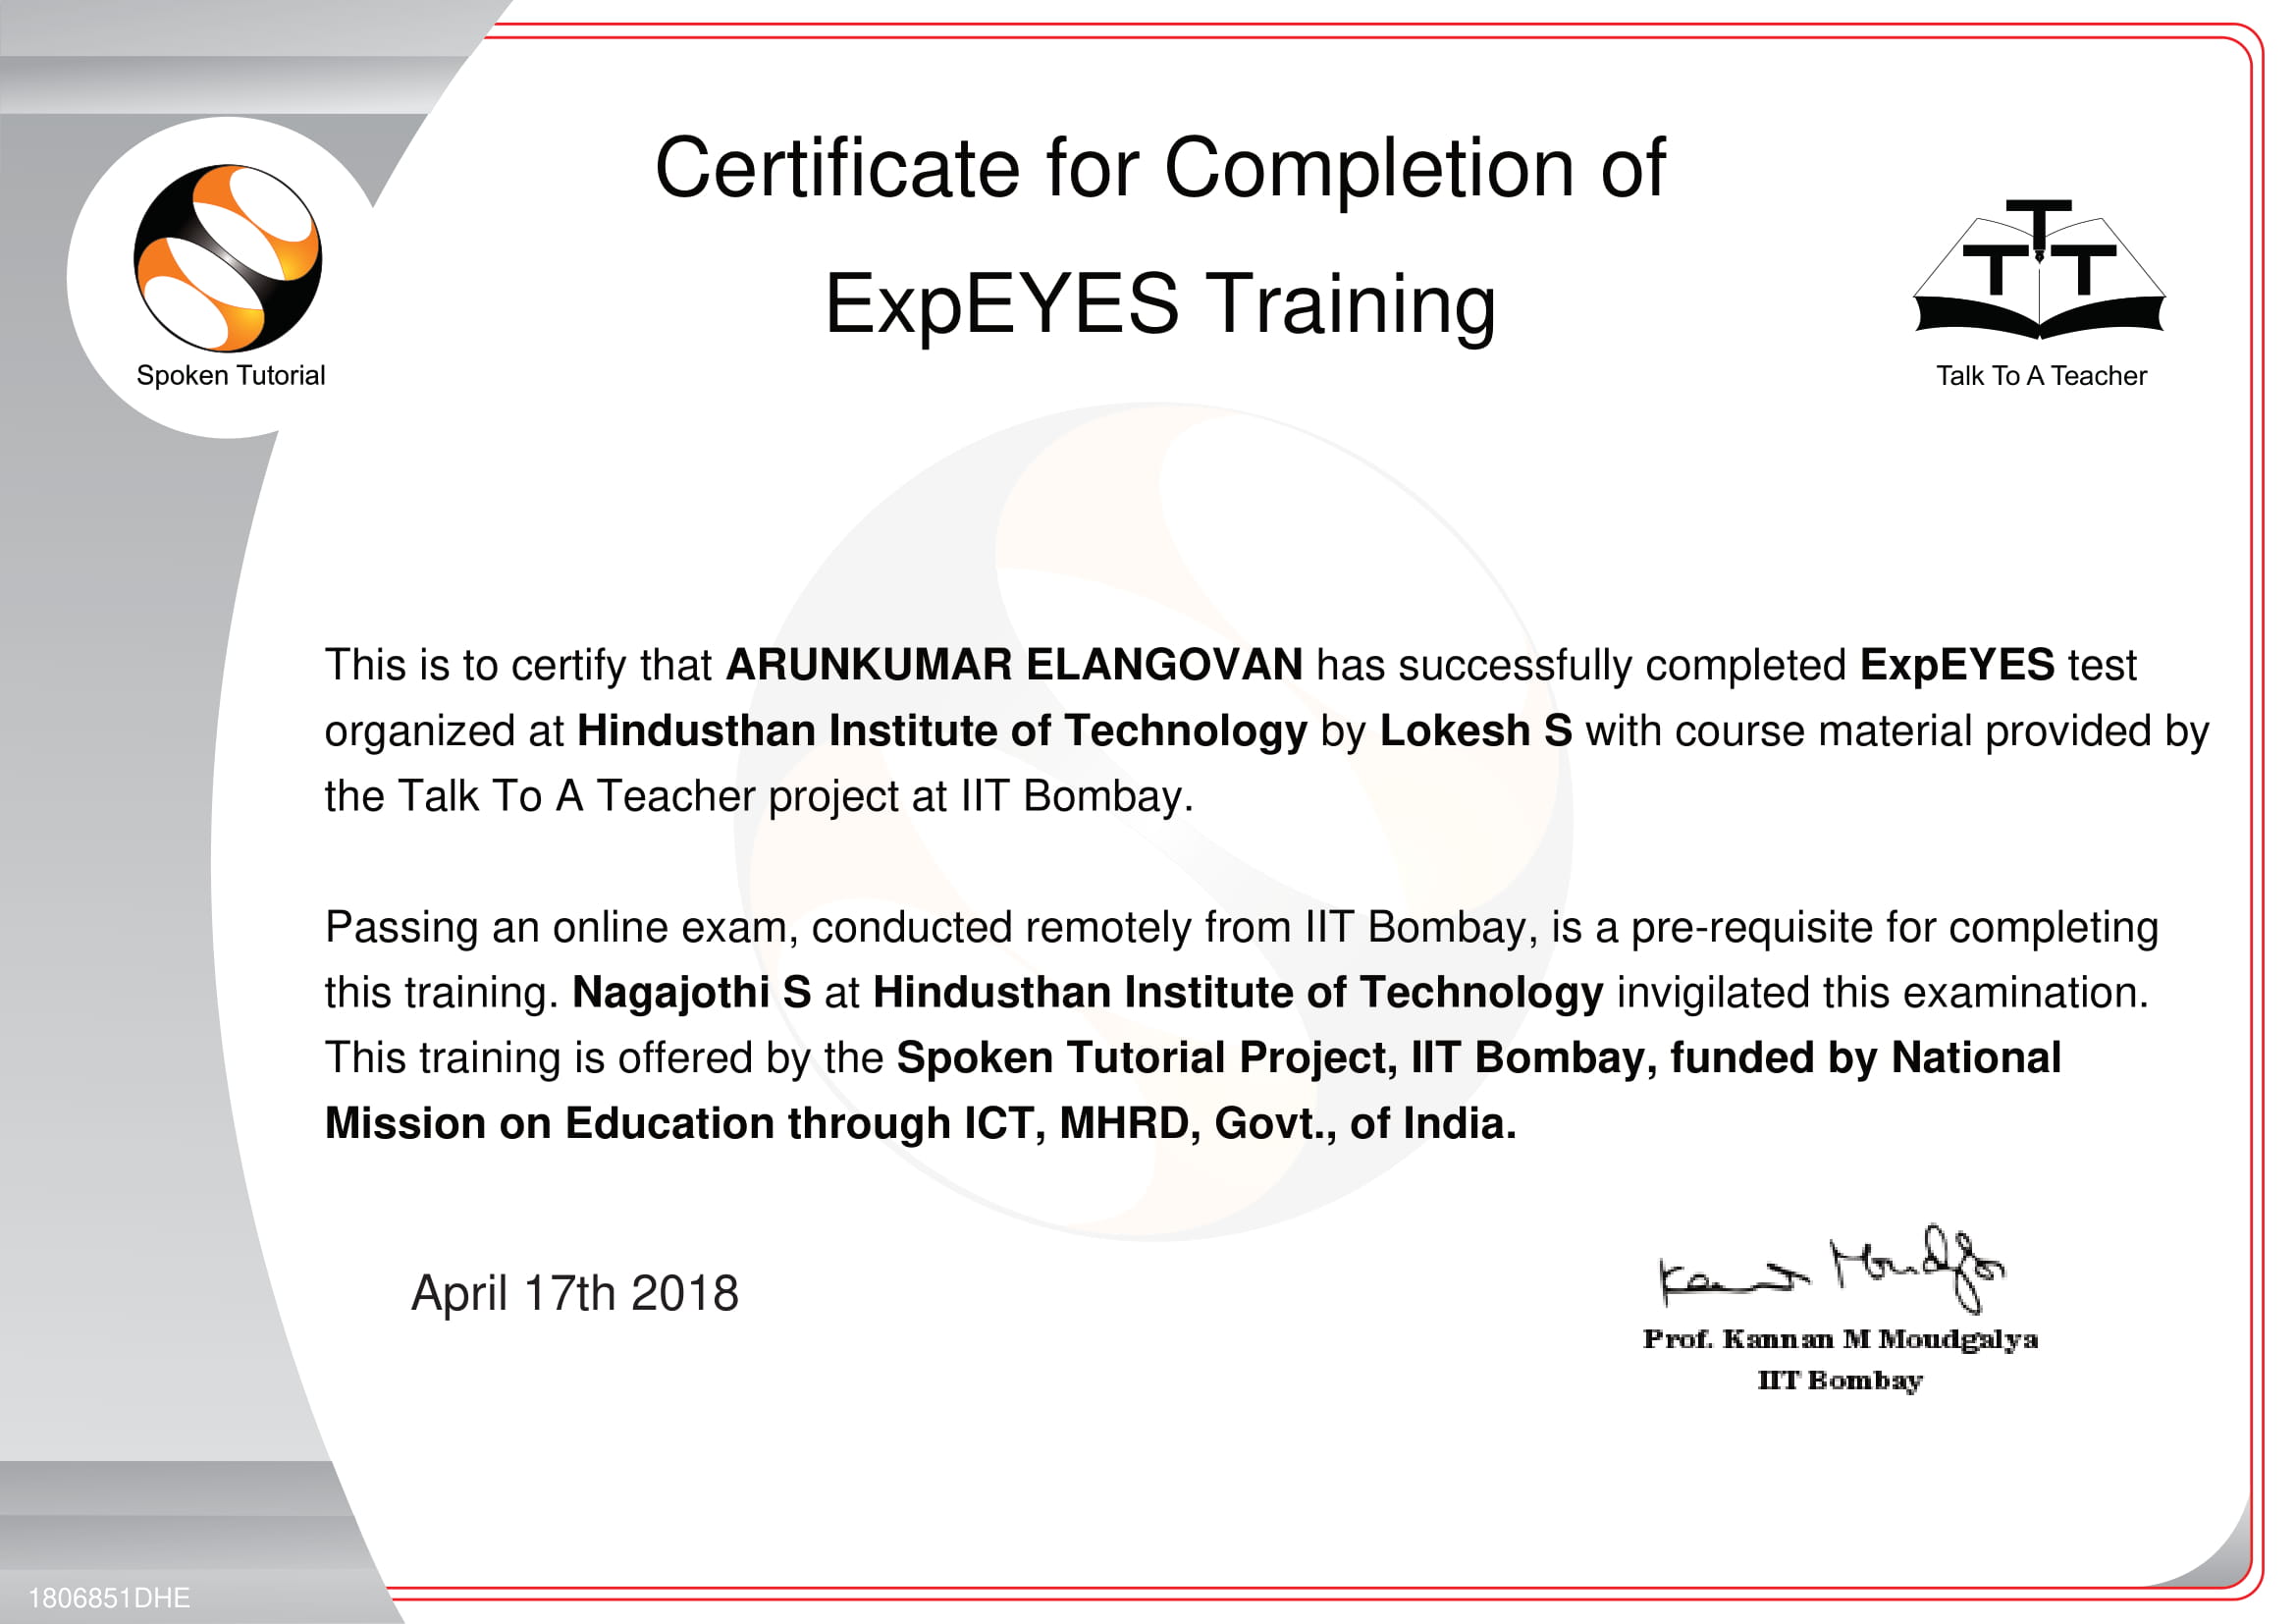 Certificate for Completion of
ExpEYES Training
Spoken Tutorial
T T T
Talk To A Teacher
This is to certify that ARUNKUMAR ELANGOVAN has successfully completed ExpEYES test
organized at Hindusthan Institute of Technology by Lokesh S with course material provided by
the Talk To A Teacher project at IIT Bombay.
Passing an online exam, conducted remotely from IIT Bombay, is a pre-requisite for completing
this training. Nagajothi S at Hindusthan Institute of Technology invigilated this examination.
This training is offered by the Spoken Tutorial Project, IIT Bombay, funded by National
Mission on Education through ICT, MHRD, Govt., of India.
April 17th 2018
Kannan Moudgalya
Prof. Kannan M Moudgalya
IIT Bombay
1806851DHE